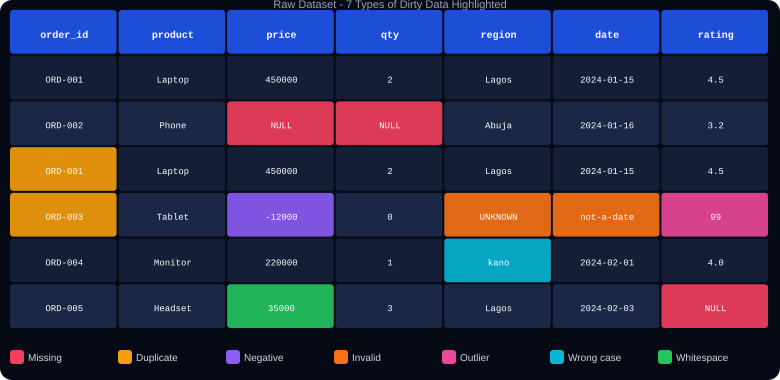 Raw Dataset - 7 Types of Dirty Data Highlighted
order_id product price qty region date rating
ORD-001 Laptop 450000 2 Lagos 2024-01-15 4.5
ORD-002 Phone NULL NULL Abuja 2024-01-16 3.2
ORD-001 Laptop 450000 2 Lagos 2024-01-15 4.5
ORD-003 Tablet -12000 0 UNKNOWN not-a-date 99
ORD-004 Monitor 220000 1 kano 2024-02-01 4.0
ORD-005 Headset 35000 3 Lagos 2024-02-03 NULL
Missing Duplicate Negative Invalid Outlier Wrong case Whitespace